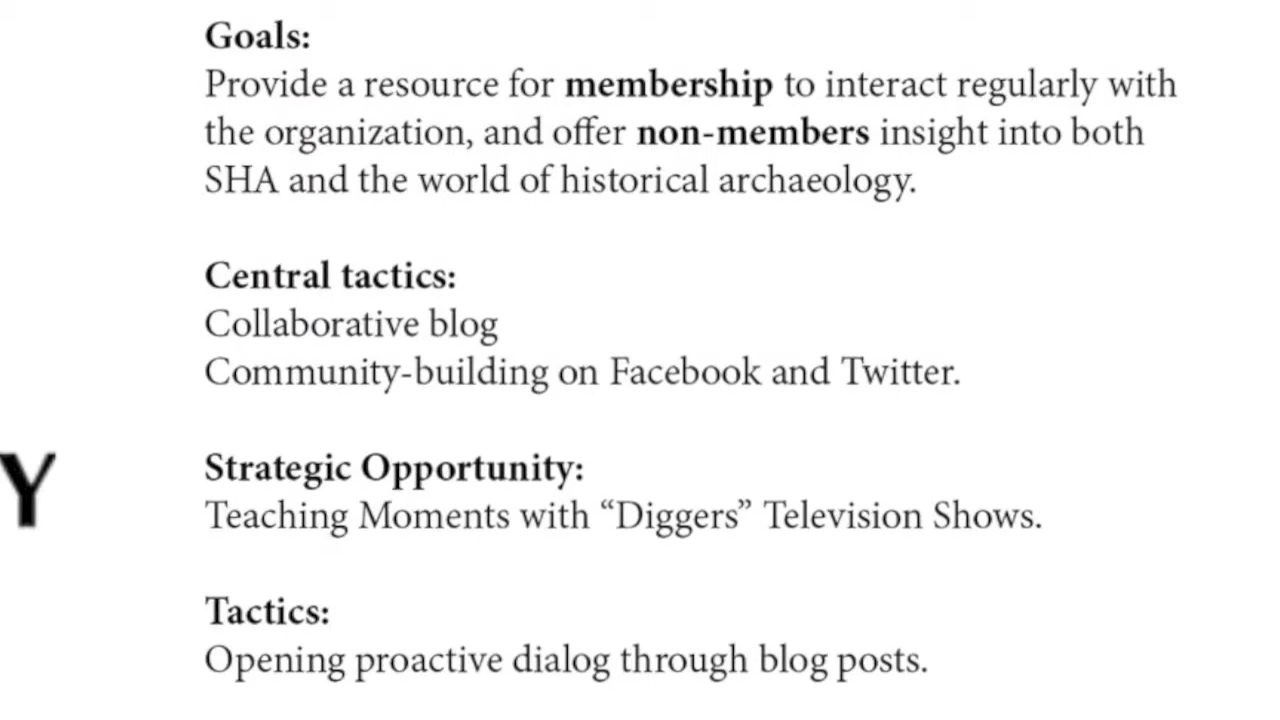 Goals:
Provide a resource for membership to interact regularly with
the organization, and offer non-members insight into both
SHA and the world of historical archaeology.
Central tactics:
Collaborative blog
Community-building on Facebook and Twitter.
Y
Strategic Opportunity:
Teaching Moments with “Diggers” Television Shows.
Tactics:
Opening proactive dialog through blog posts.